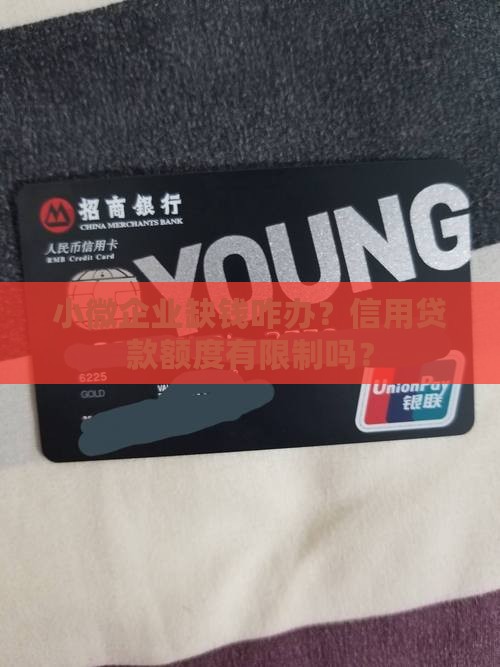 招商银行
CHINA MERCHANTS BANK
人民币信用卡
RMB Credit Card
YOUNG
小微企业缺钱咋办？信用贷
款额度有限制吗？
6225
GOLD
UnionPay
银联